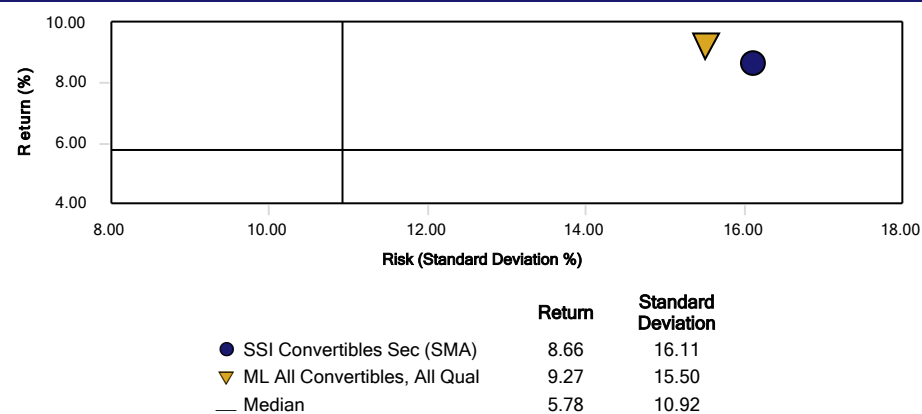 10.00
8.00
6.00
4.00
Return (%)
8.00 10.00 12.00 14.00 16.00 18.00
Risk (Standard Deviation %)
Return Standard Deviation
SSI Convertibles Sec (SMA) 8.66 16.11
ML All Convertibles, All Qual 9.27 15.50
Median 5.78 10.92